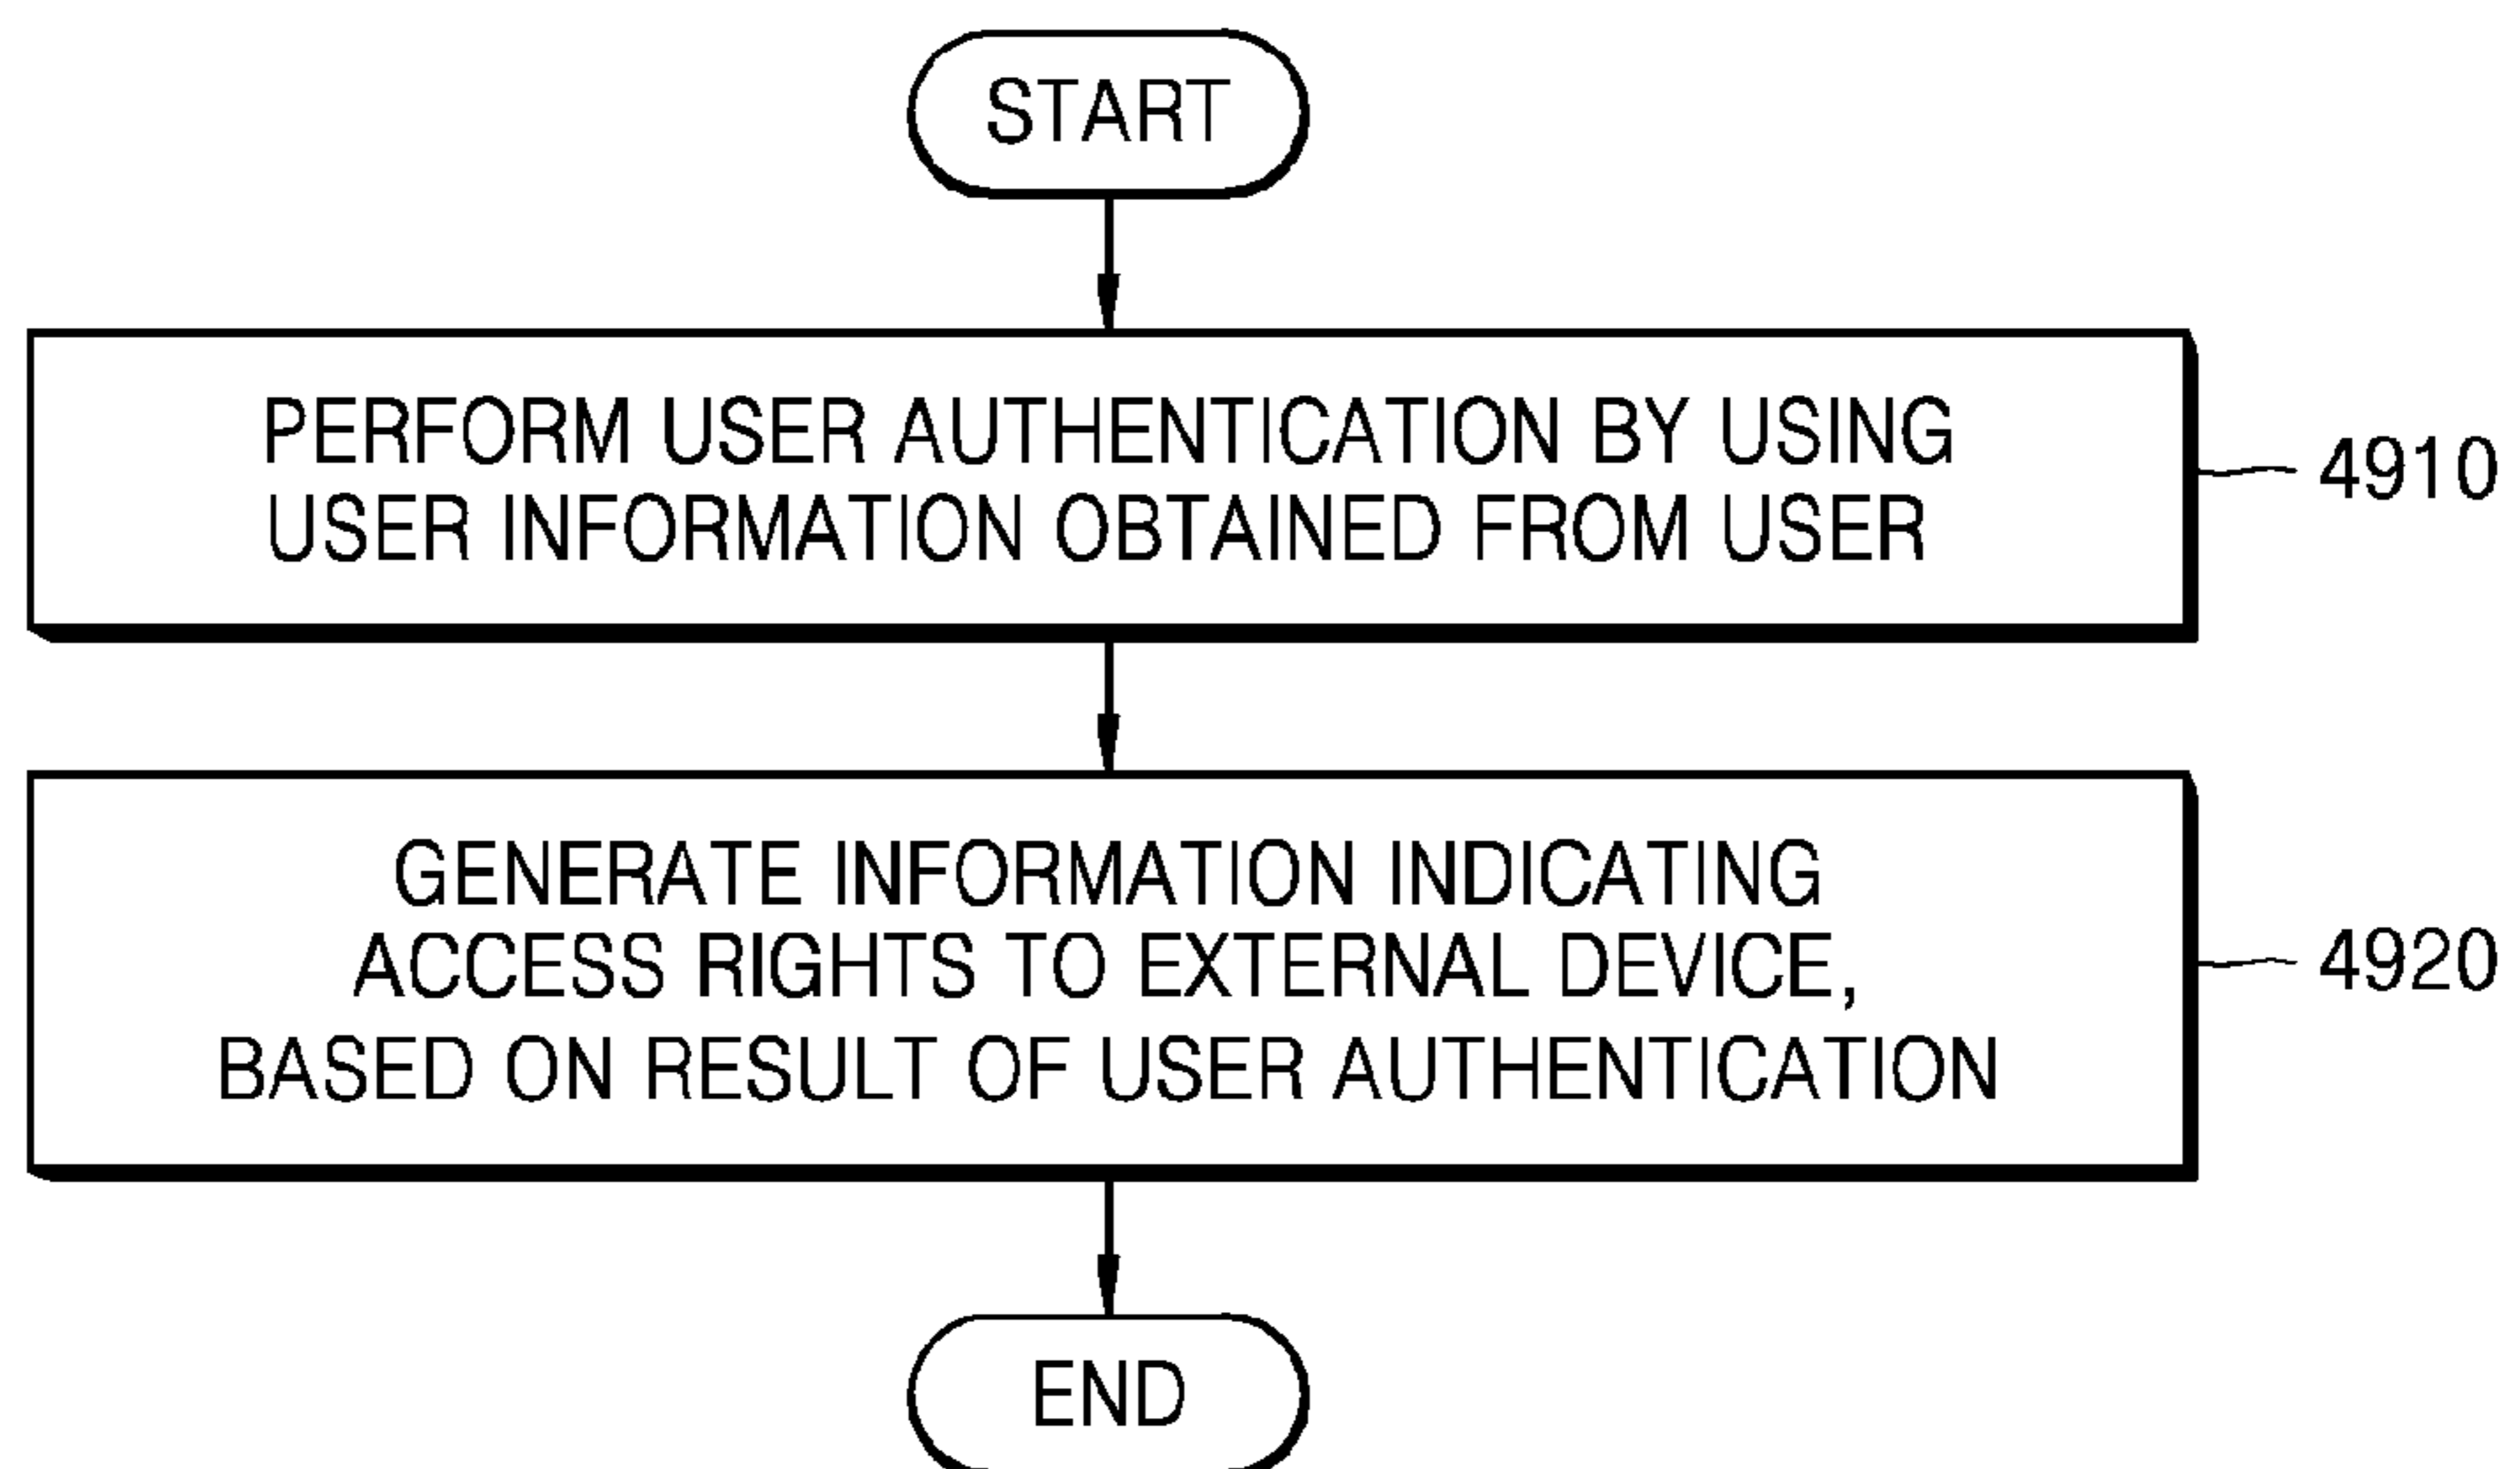 START
PERFORM USER AUTHENTICATION BY USING
USER INFORMATION OBTAINED FROM USER
4910
GENERATE INFORMATION INDICATING
ACCESS RIGHTS TO EXTERNAL DEVICE,
BASED ON RESULT OF USER AUTHENTICATION
4920
END